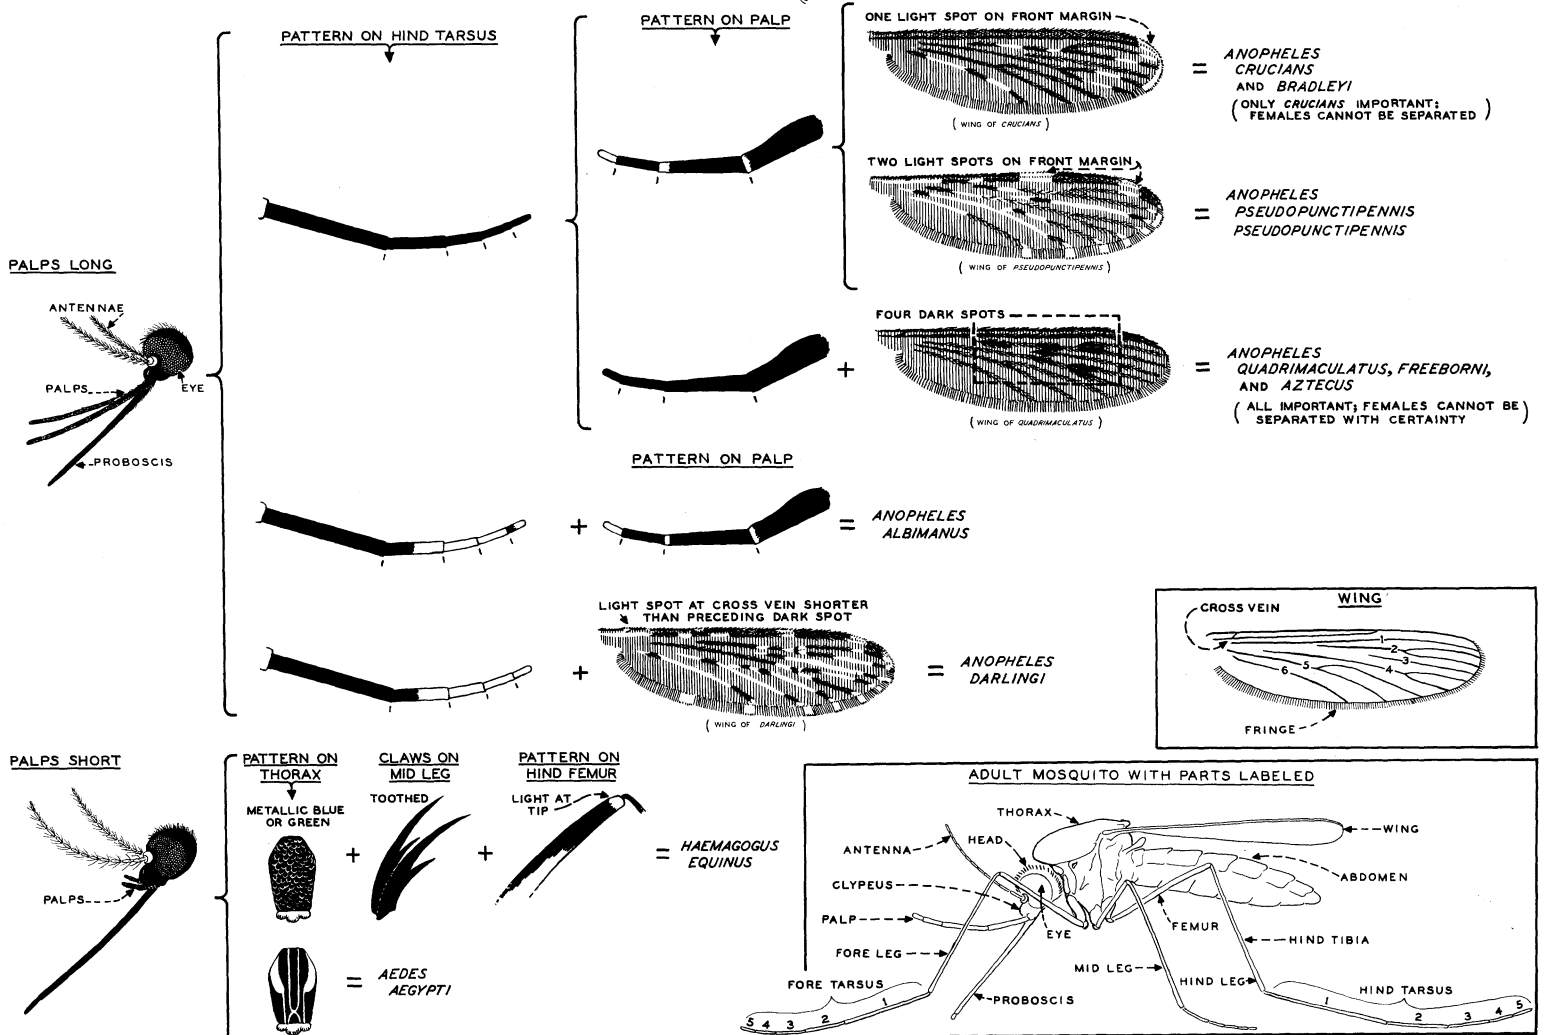 PALPS LONG
ANTENNAE
PALPS
EYE
PROBOSCIS
PATTERN ON HIND TARSUS
PATTERN ON PALP
ONE LIGHT SPOT ON FRONT MARGIN
(WING OF CRUCIANS)
=
ANOPHELES
CRUCIANS
AND BRADLEYI
(ONLY CRUCIANS IMPORTANT;
FEMALES CANNOT BE SEPARATED)
TWO LIGHT SPOTS ON FRONT MARGIN
(WING OF PSEUDOPUNCTIPENNIS)
=
ANOPHELES
PSEUDOPUNCTIPENNIS
PSEUDOPUNCTIPENNIS
+
FOUR DARK SPOTS
(WING OF QUADRIMACULATUS)
=
ANOPHELES
QUADRIMACULATUS, FREEBORNI,
AND AZTECUS
(ALL IMPORTANT; FEMALES CANNOT BE
SEPARATED WITH CERTAINTY)
PATTERN ON PALP
+
=
ANOPHELES
ALBIMANUS
LIGHT SPOT AT CROSS VEIN SHORTER
THAN PRECEDING DARK SPOT
+
(WING OF DARLINGI)
=
ANOPHELES
DARLINGI
WING
CROSS VEIN
1
2
3
4
5
6
FRINGE
PALPS SHORT
PALPS
PATTERN ON
THORAX
METALLIC BLUE
OR GREEN
+
CLAWS ON
MID LEG
TOOTHED
+
PATTERN ON
HIND FEMUR
LIGHT AT
TIP
=
HAEMAGOGUS
EQUINUS
=
AEDES
AEGYPTI
ADULT MOSQUITO WITH PARTS LABELED
THORAX
WING
HEAD
ANTENNA
ABDOMEN
CLYPEUS
PALP
EYE
FEMUR
FORE LEG
HIND TIBIA
MID LEG
HIND LEG
FORE TARSUS
PROBOSCIS
HIND TARSUS
5 4 3 2 1
1 2 3 4 5